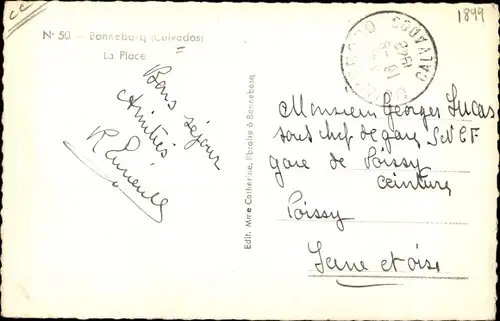 1899
N° 50 - Bonnebosq (Calvados)
La Place
Bons séjour
Amitiés
Edit. Mme Catherine, libraire à Bonnebosq
CALVADOS
Monsieur Georges Lucas
sous chef de gare SNCF
gare de Poissy
ceinture
Poissy
Seine et oise